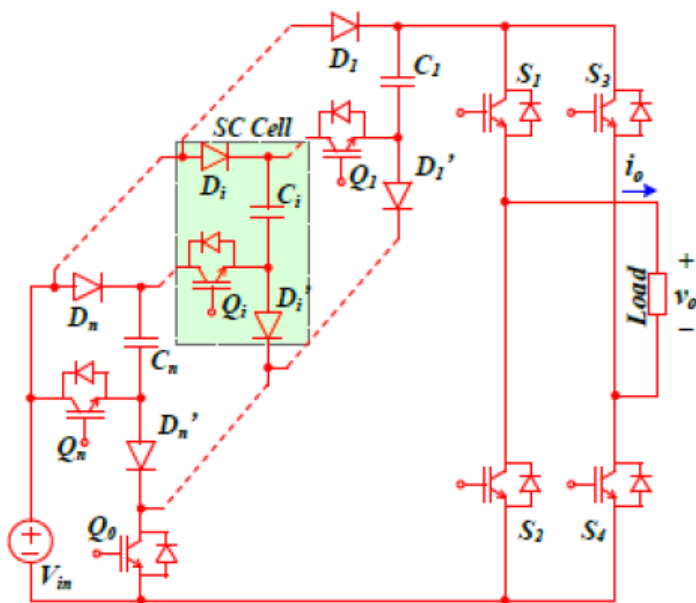 D1
C1
S1
S3
SC Cell
Di
Q1
D1'
io
Ci
Dn
Qi
Di'
Load
+
vo
−
Cn
Qn
Dn'
Q0
S2
S4
+
−
Vin